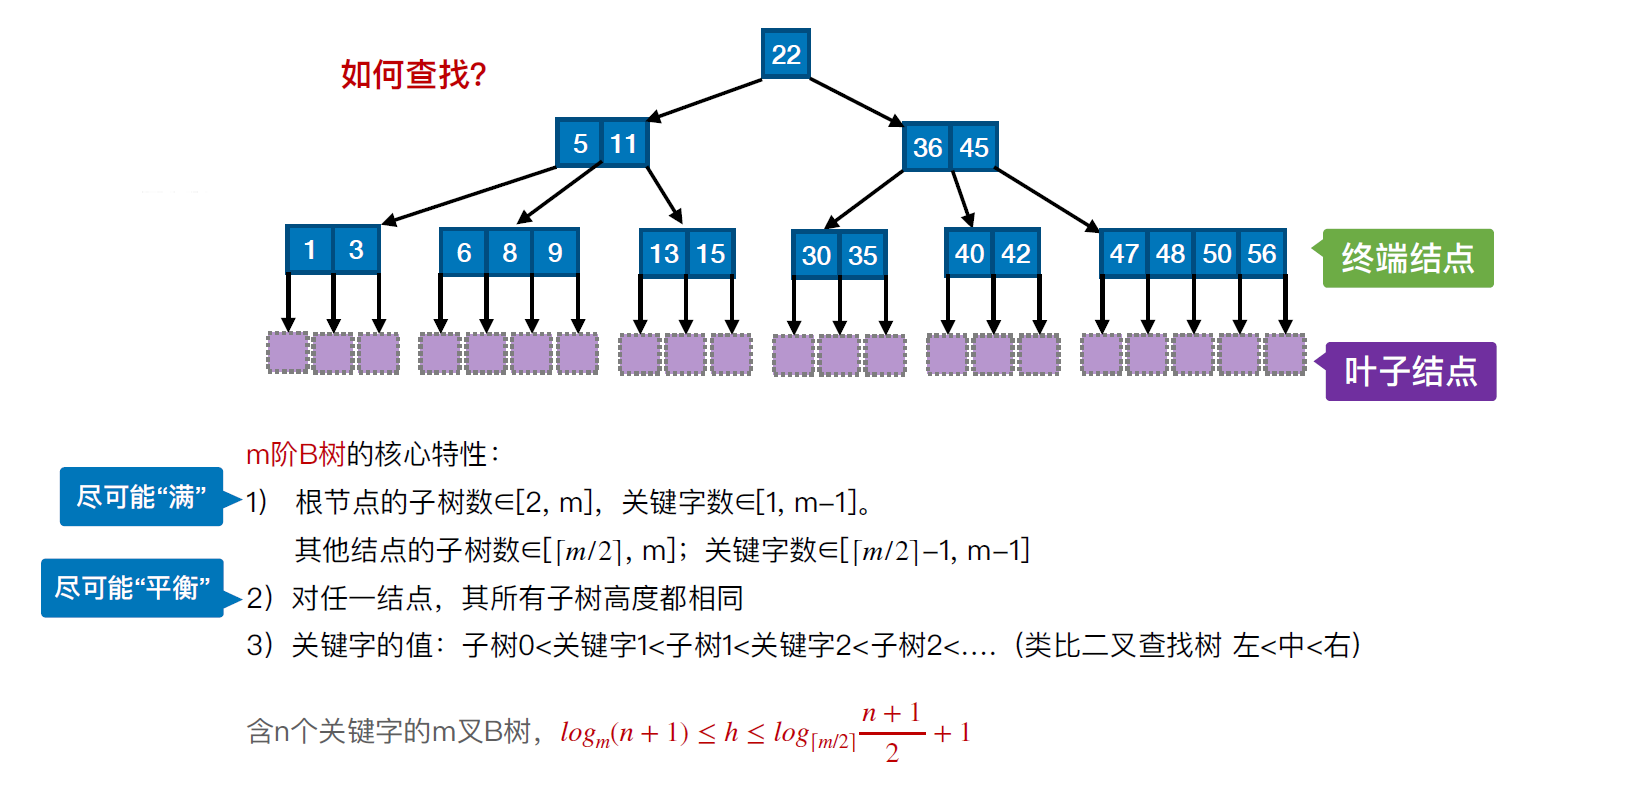 22
如何查找?
5 11
36 45
1 3
6 8 9
13 15
30 35
40 42
47 48 50 56
终端结点
叶子结点
m阶B树的核心特性：
尽可能“满”
1) 根节点的子树数∈[2, m]，关键字数∈[1, m−1]。
其他结点的子树数∈[⌈m/2⌉, m]；关键字数∈[⌈m/2⌉−1, m−1]
尽可能“平衡”
2）对任一结点，其所有子树高度都相同
3）关键字的值：子树0<关键字1<子树1<关键字2<子树2<.... (类比二叉查找树 左<中<右)
含n个关键字的m叉B树，log_m(n + 1) ≤ h ≤ log_⌈m/2⌉ (n + 1)/2 + 1